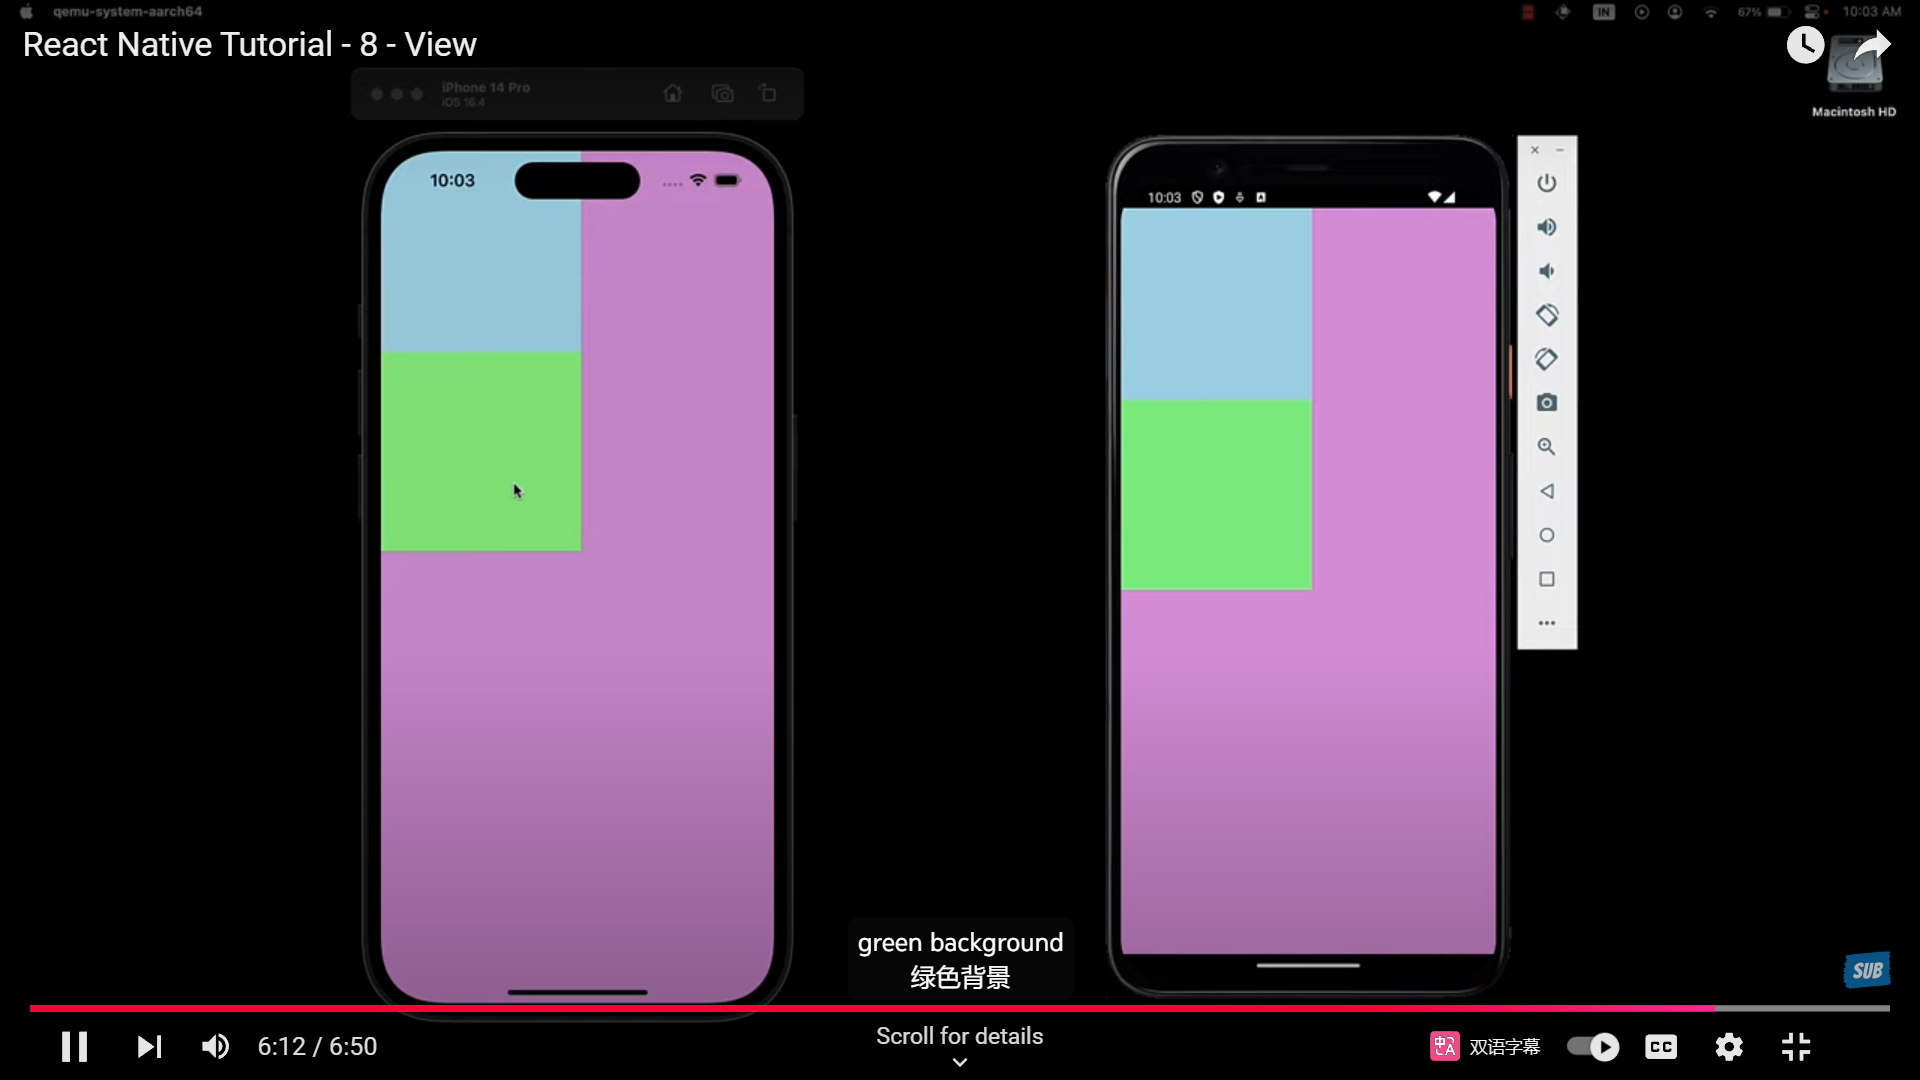 qemu-system-aarch64
IN
67%
10:03 AM
React Native Tutorial - 8 - View
iPhone 14 Pro
iOS 16.4
Macintosh HD
10:03
10:03
green background
绿色背景
SUB
6:12 / 6:50
Scroll for details
双语字幕
CC